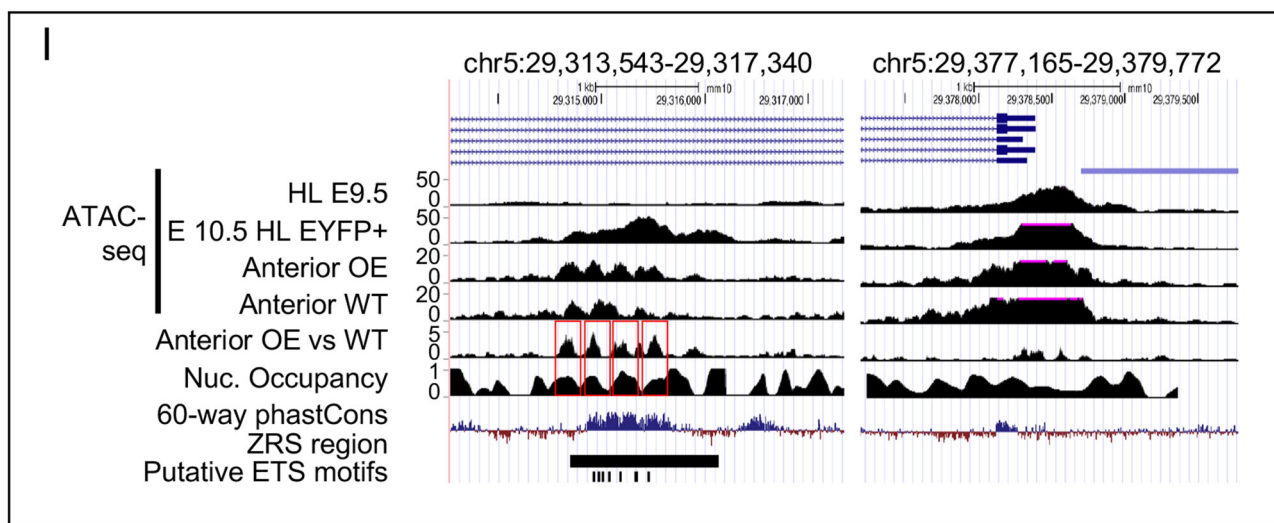 I
chr5:29,313,543-29,317,340
chr5:29,377,165-29,379,772
1 kb mm10
29,315,000 29,316,000 29,317,000
1 kb mm10
29,378,000 29,378,500 29,379,000 29,379,500
ATAC-
seq
HL E9.5
50
0
E 10.5 HL EYFP+
50
0
Anterior OE
20
0
Anterior WT
20
0
Anterior OE vs WT
5
0
Nuc. Occupancy
1
0
60-way phastCons
ZRS region
Putative ETS motifs